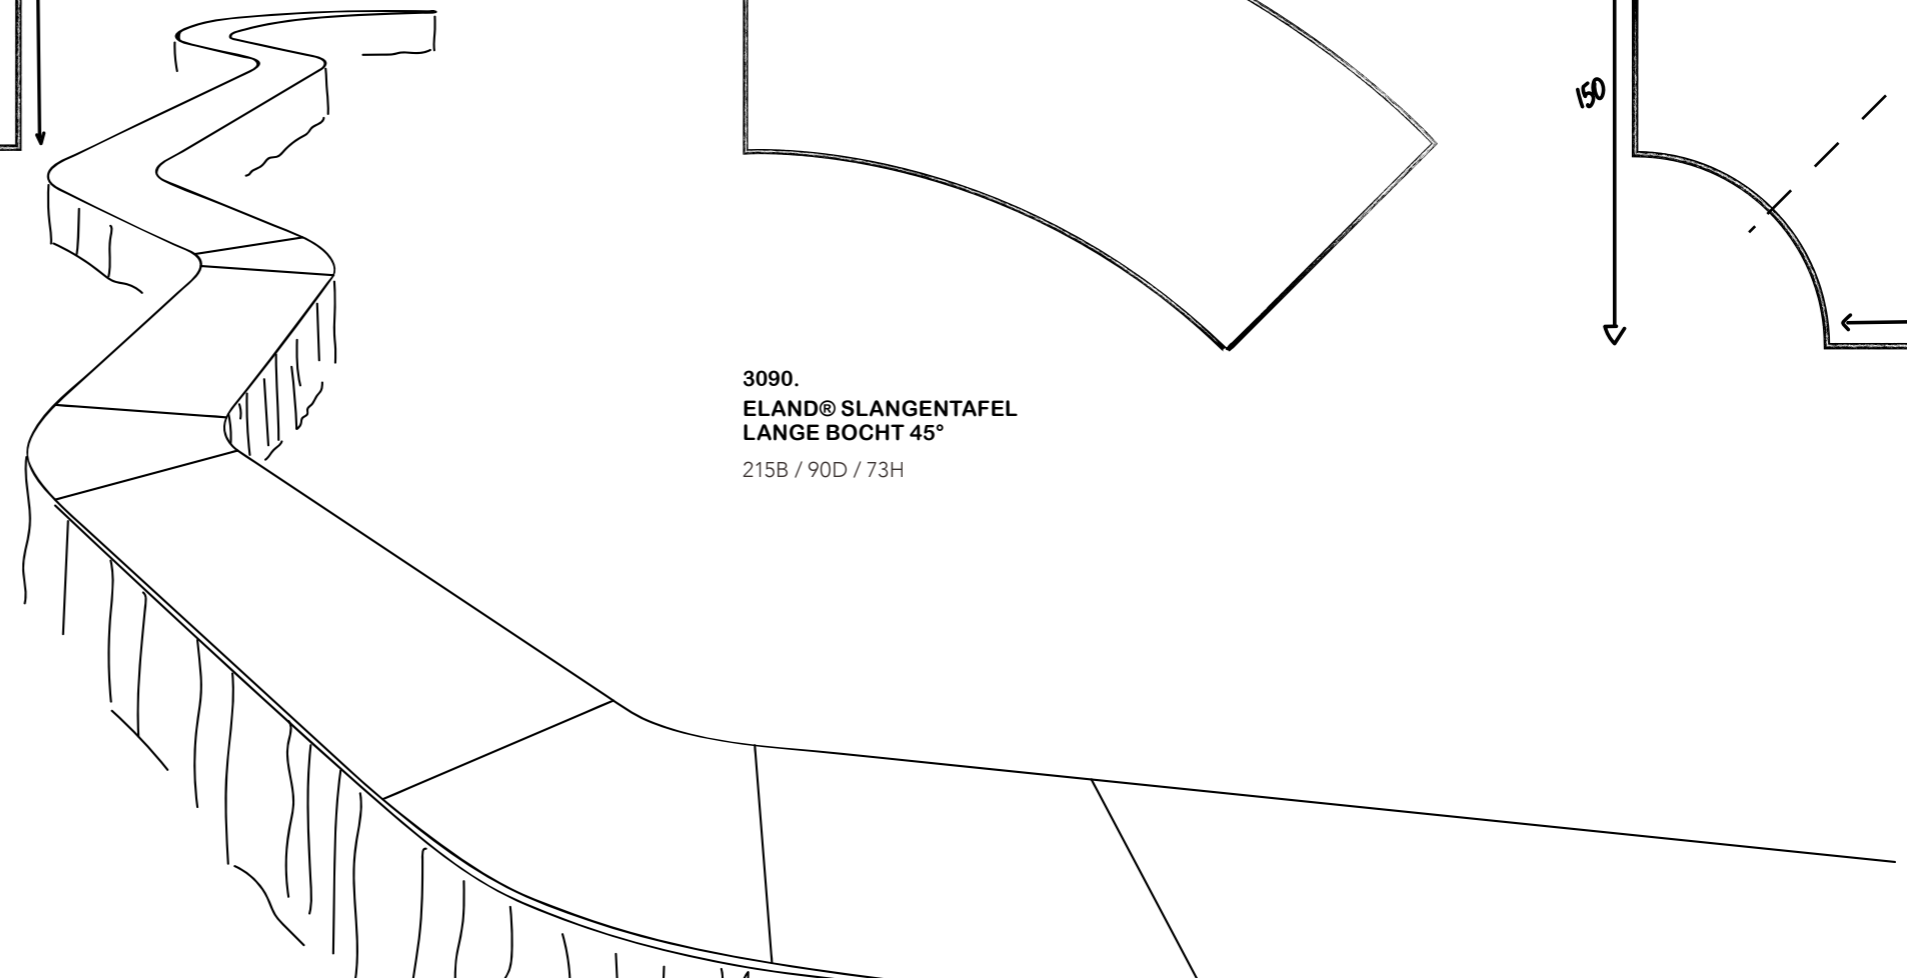 150
3090.
ELAND® SLANGENTAFEL
LANGE BOCHT 45°
215B / 90D / 73H